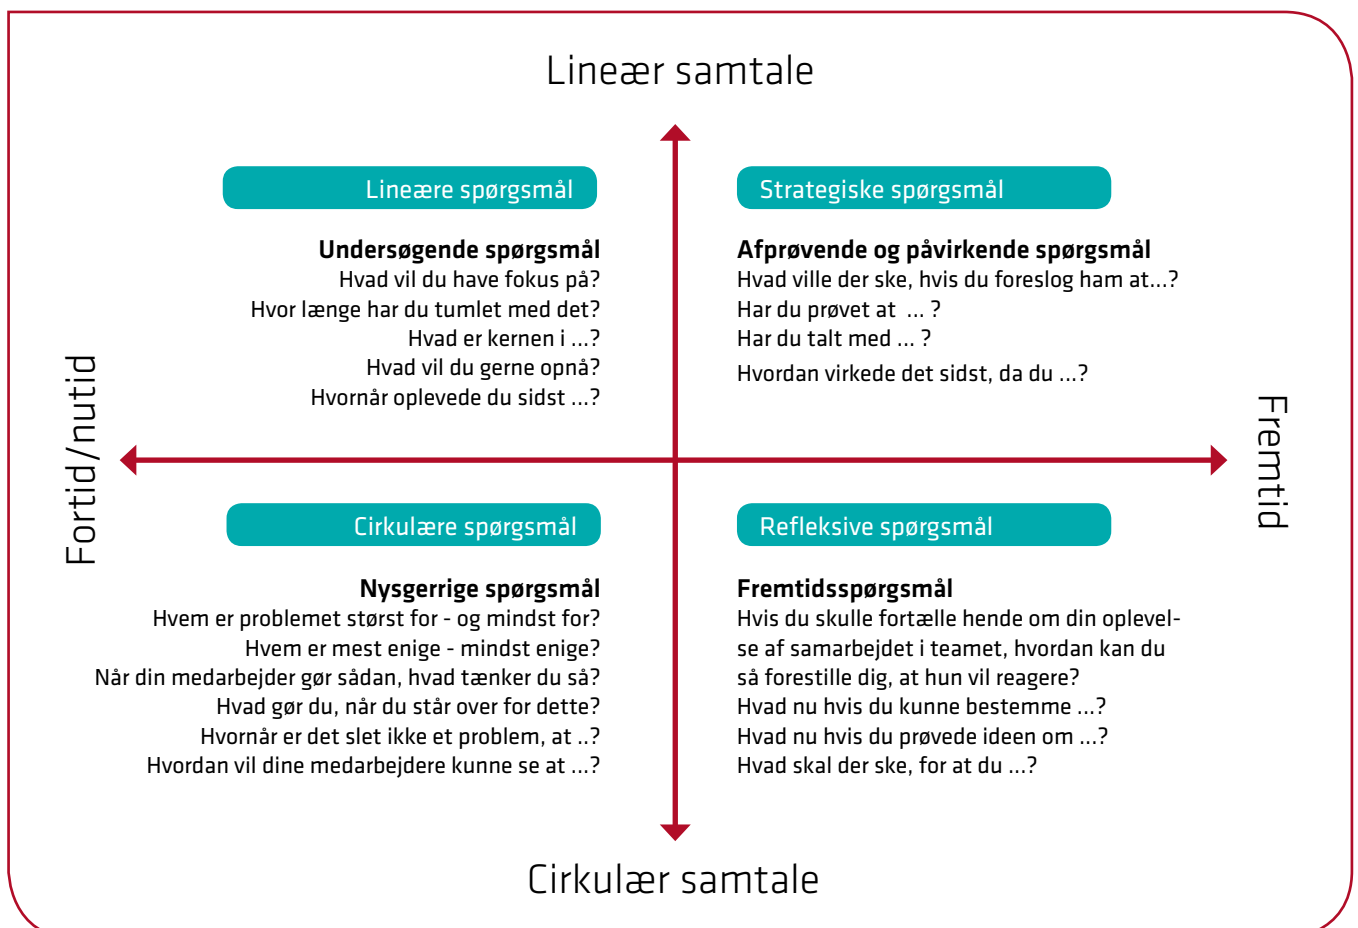 Lineær samtale
Lineære spørgsmål
Undersøgende spørgsmål
Hvad vil du have fokus på?
Hvor længe har du tumlet med det?
Hvad er kernen i ...?
Hvad vil du gerne opnå?
Hvornår oplevede du sidst ...?
Strategiske spørgsmål
Afprøvende og påvirkende spørgsmål
Hvad ville der ske, hvis du foreslog ham at...?
Har du prøvet at ... ?
Har du talt med ... ?
Hvordan virkede det sidst, da du ...?
Fortid/nutid
Fremtid
Cirkulære spørgsmål
Nysgerrige spørgsmål
Hvem er problemet størst for - og mindst for?
Hvem er mest enige - mindst enige?
Når din medarbejder gør sådan, hvad tænker du så?
Hvad gør du, når du står over for dette?
Hvornår er det slet ikke et problem, at ..?
Hvordan vil dine medarbejdere kunne se at ...?
Refleksive spørgsmål
Fremtidsspørgsmål
Hvis du skulle fortælle hende om din oplevel-
se af samarbejdet i teamet, hvordan kan du
så forestille dig, at hun vil reagere?
Hvad nu hvis du kunne bestemme ...?
Hvad nu hvis du prøvede ideen om ...?
Hvad skal der ske, for at du ...?
Cirkulær samtale